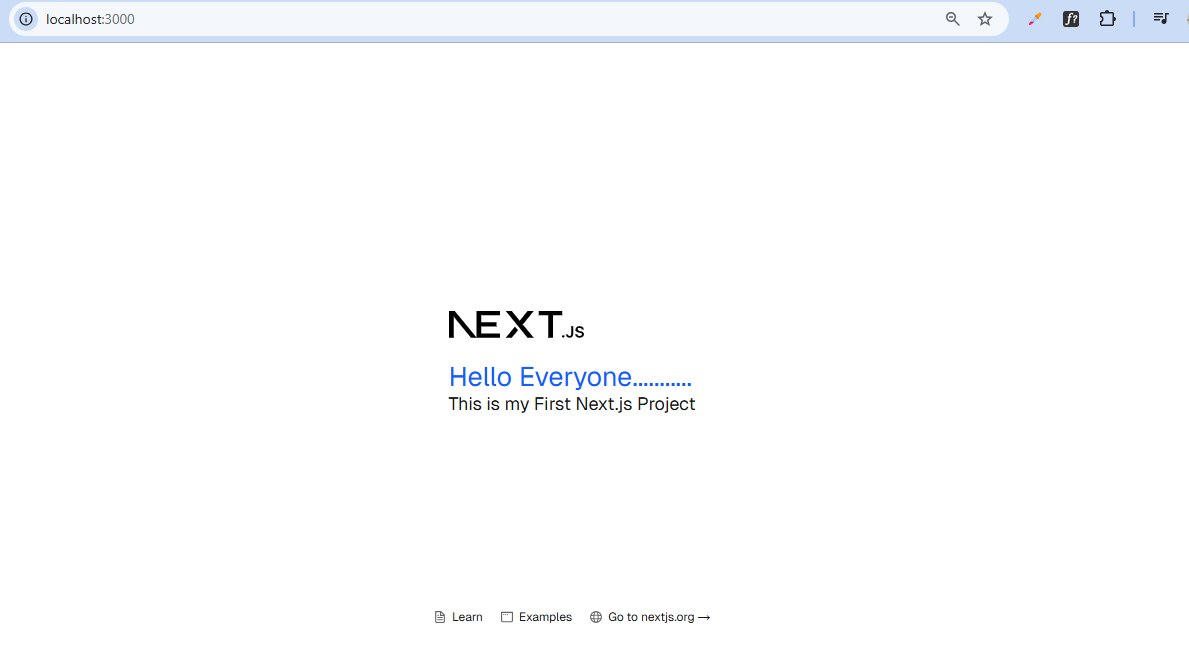 localhost:3000
NEXT.JS
Hello Everyone...........
This is my First Next.js Project
Learn Examples Go to nextjs.org →